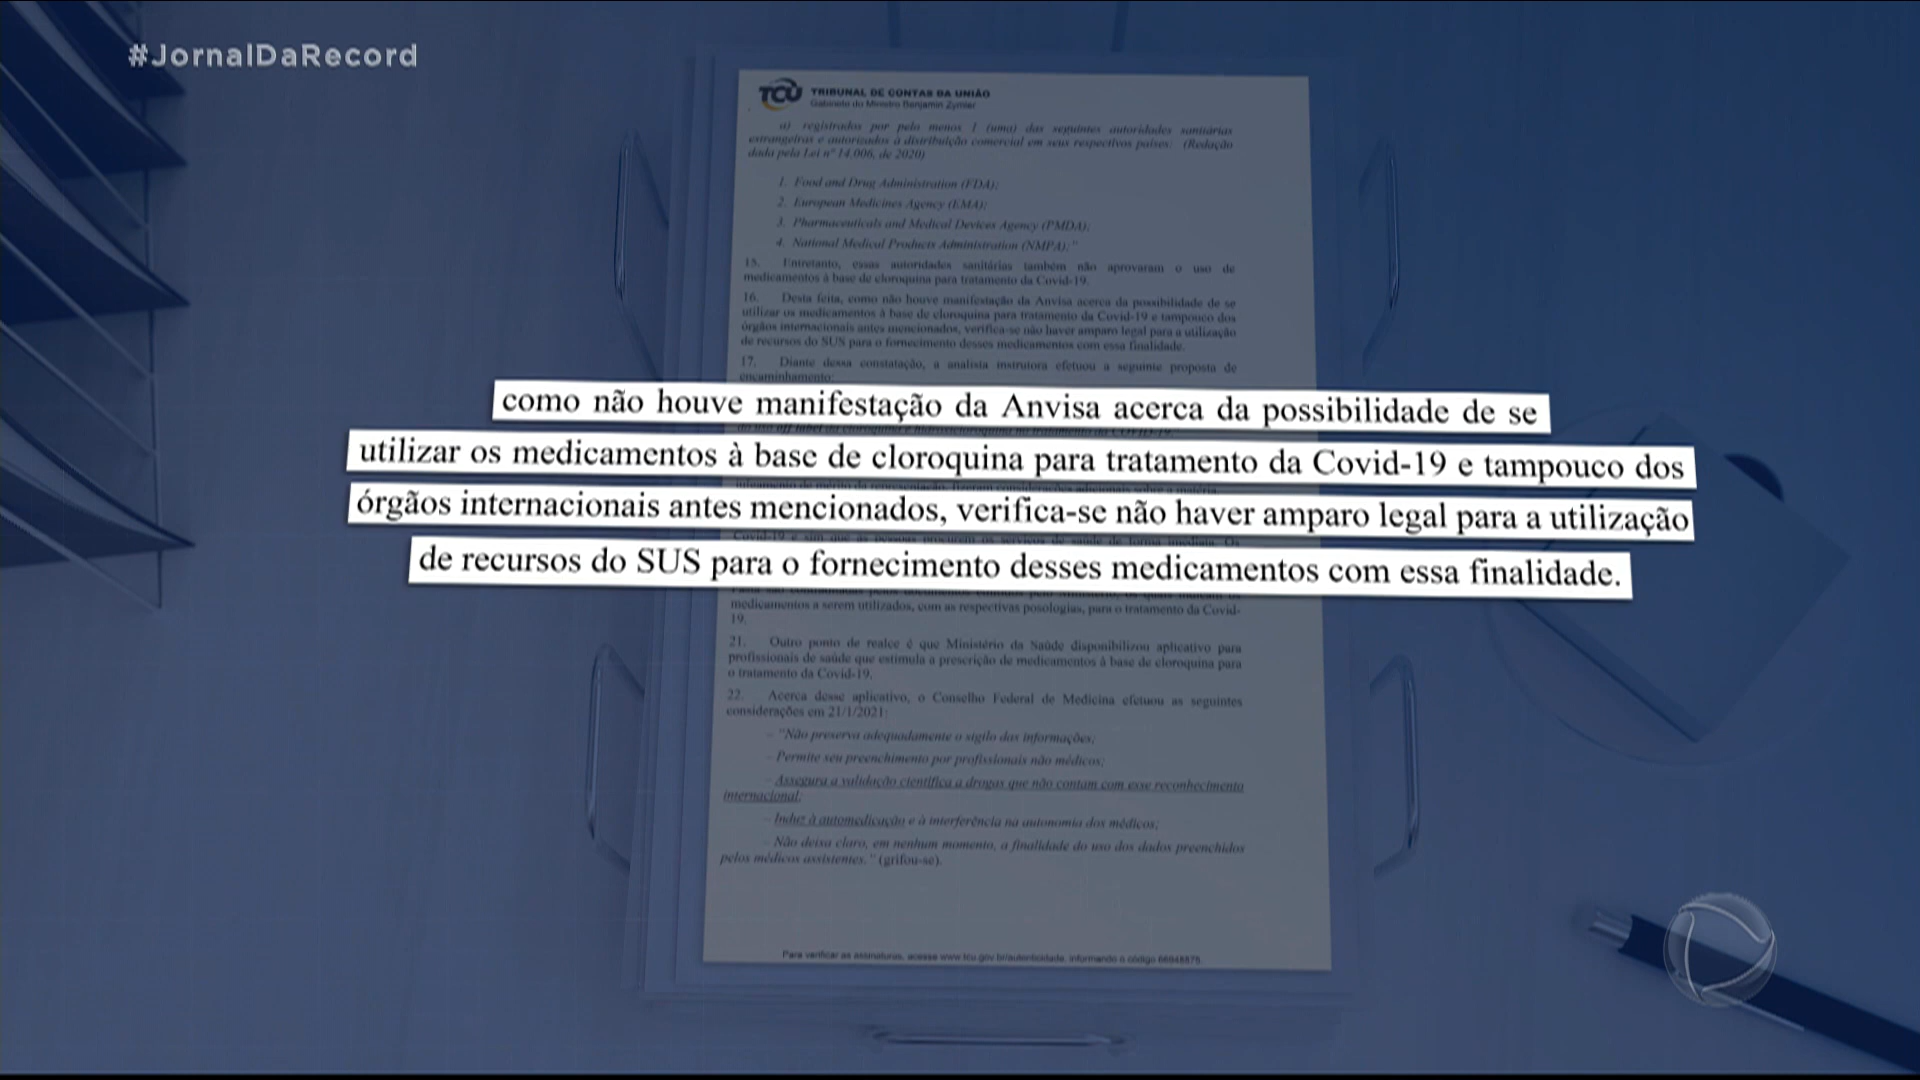 #JornalDaRecord
TCU TRIBUNAL DE CONTAS DA UNIÃO
Gabinete do Ministro Benjamin Zymler
a) registrados por pelo menos 1 (uma) das seguintes autoridades sanitárias
estrangeiras e autorizados à distribuição comercial em seus respectivos países: (Redação
dada pela Lei nº 14.006, de 2020)
1. Food and Drug Administration (FDA);
2. European Medicines Agency (EMA);
3. Pharmaceuticals and Medical Devices Agency (PMDA);
4. National Medical Products Administration (NMPA);"
15. Entretanto, essas autoridades sanitárias também não aprovaram o uso de
medicamentos à base de cloroquina para tratamento da Covid-19.
16. Desta feita, como não houve manifestação da Anvisa acerca da possibilidade de se
utilizar os medicamentos à base de cloroquina para tratamento da Covid-19 e tampouco dos
órgãos internacionais antes mencionados, verifica-se não haver amparo legal para a utilização
de recursos do SUS para o fornecimento desses medicamentos com essa finalidade.
17. Diante dessa constatação, a analista instrutora efetuou a seguinte proposta de
encaminhamento:
como não houve manifestação da Anvisa acerca da possibilidade de se
utilizar os medicamentos à base de cloroquina para tratamento da Covid-19 e tampouco dos
órgãos internacionais antes mencionados, verifica-se não haver amparo legal para a utilização
de recursos do SUS para o fornecimento desses medicamentos com essa finalidade.
medicamentos a serem utilizados, com as respectivas posologias, para o tratamento da Covid-
19.
21. Outro ponto de realce é que Ministério da Saúde disponibilizou aplicativo para
profissionais de saúde que estimula a prescrição de medicamentos à base de cloroquina para
o tratamento da Covid-19.
22. Acerca desse aplicativo, o Conselho Federal de Medicina efetuou as seguintes
considerações em 21/1/2021:
– "Não preserva adequadamente o sigilo das informações;
– Permite seu preenchimento por profissionais não médicos;
– Assegura a validação científica a drogas que não contam com esse reconhecimento
internacional;
– Induz à automedicação e à interferência na autonomia dos médicos;
– Não deixa claro, em nenhum momento, a finalidade do uso dos dados preenchidos
pelos médicos assistentes." (grifou-se).
Para verificar as assinaturas, acesse www.tcu.gov.br/autenticidade, informando o código